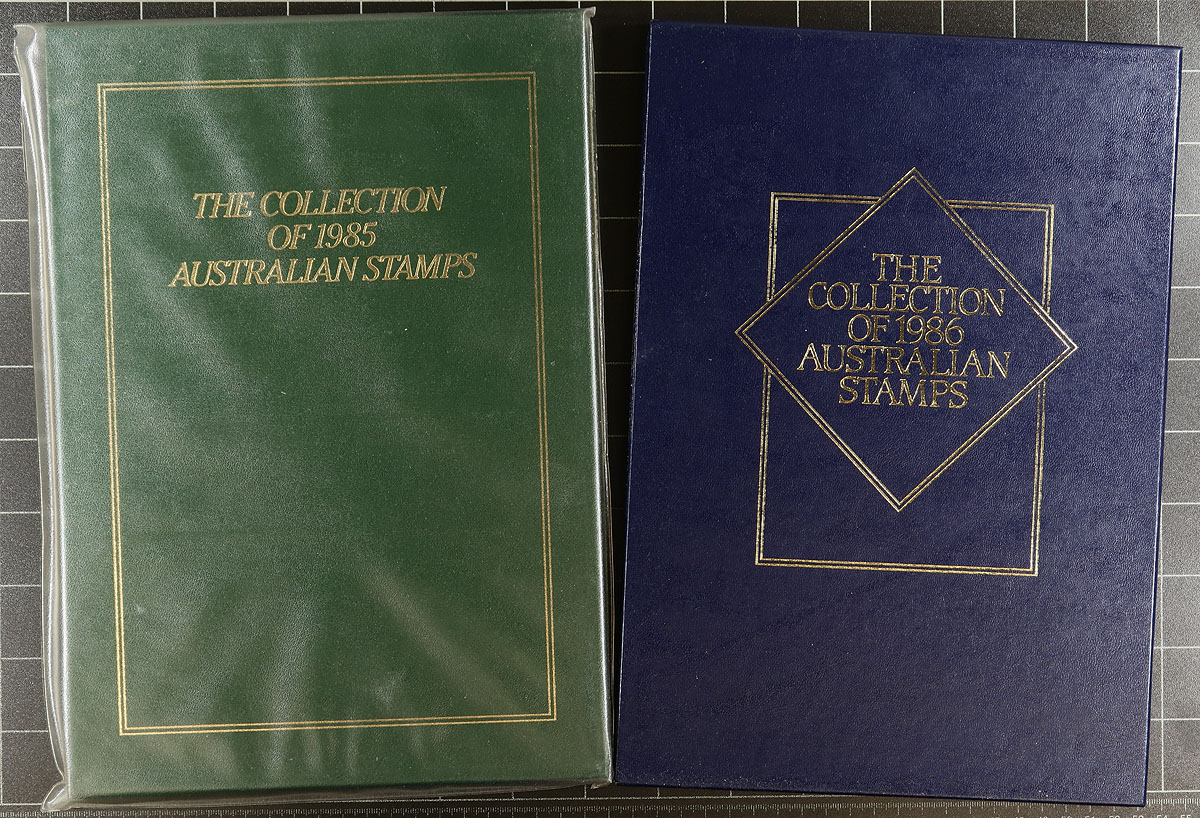 THE COLLECTION
OF 1985
AUSTRALIAN STAMPS
THE
COLLECTION
OF 1986
AUSTRALIAN
STAMPS